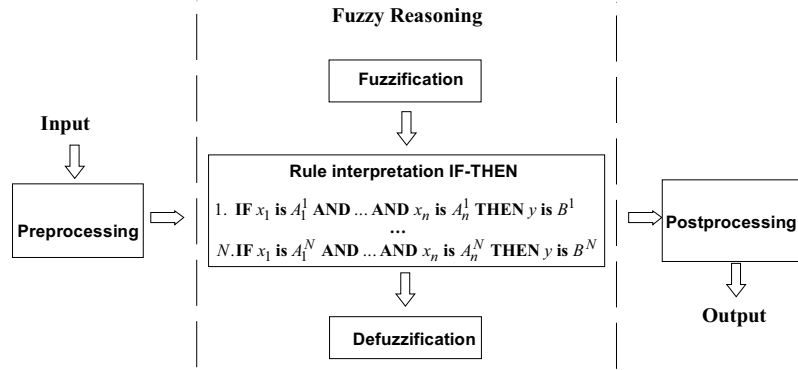 Fuzzy Reasoning
Fuzzification
Input
Preprocessing
Rule interpretation IF-THEN
1. IF x₁ is A₁¹ AND ... AND xₙ is Aₙ¹ THEN y is B¹
...
N. IF x₁ is A₁ᴺ AND ... AND xₙ is Aₙᴺ THEN y is Bᴺ
Defuzzification
Postprocessing
Output